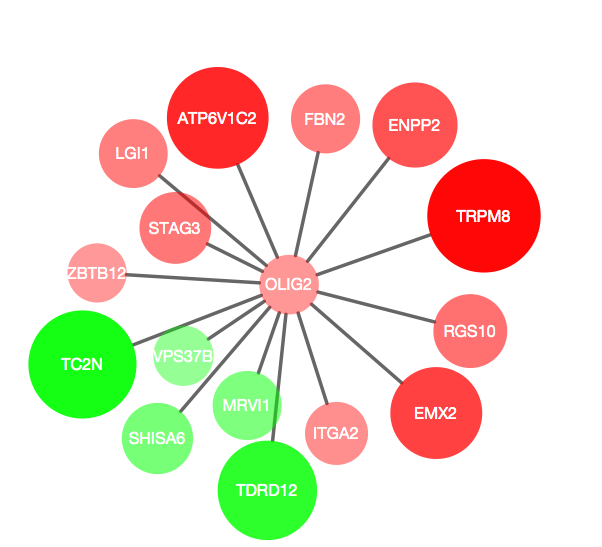 ATP6V1C2
FBN2
ENPP2
LGI1
TRPM8
STAG3
ZBTB12
OLIG2
RGS10
VPS37B
TC2N
MRVI1
EMX2
SHISA6
ITGA2
TDRD12